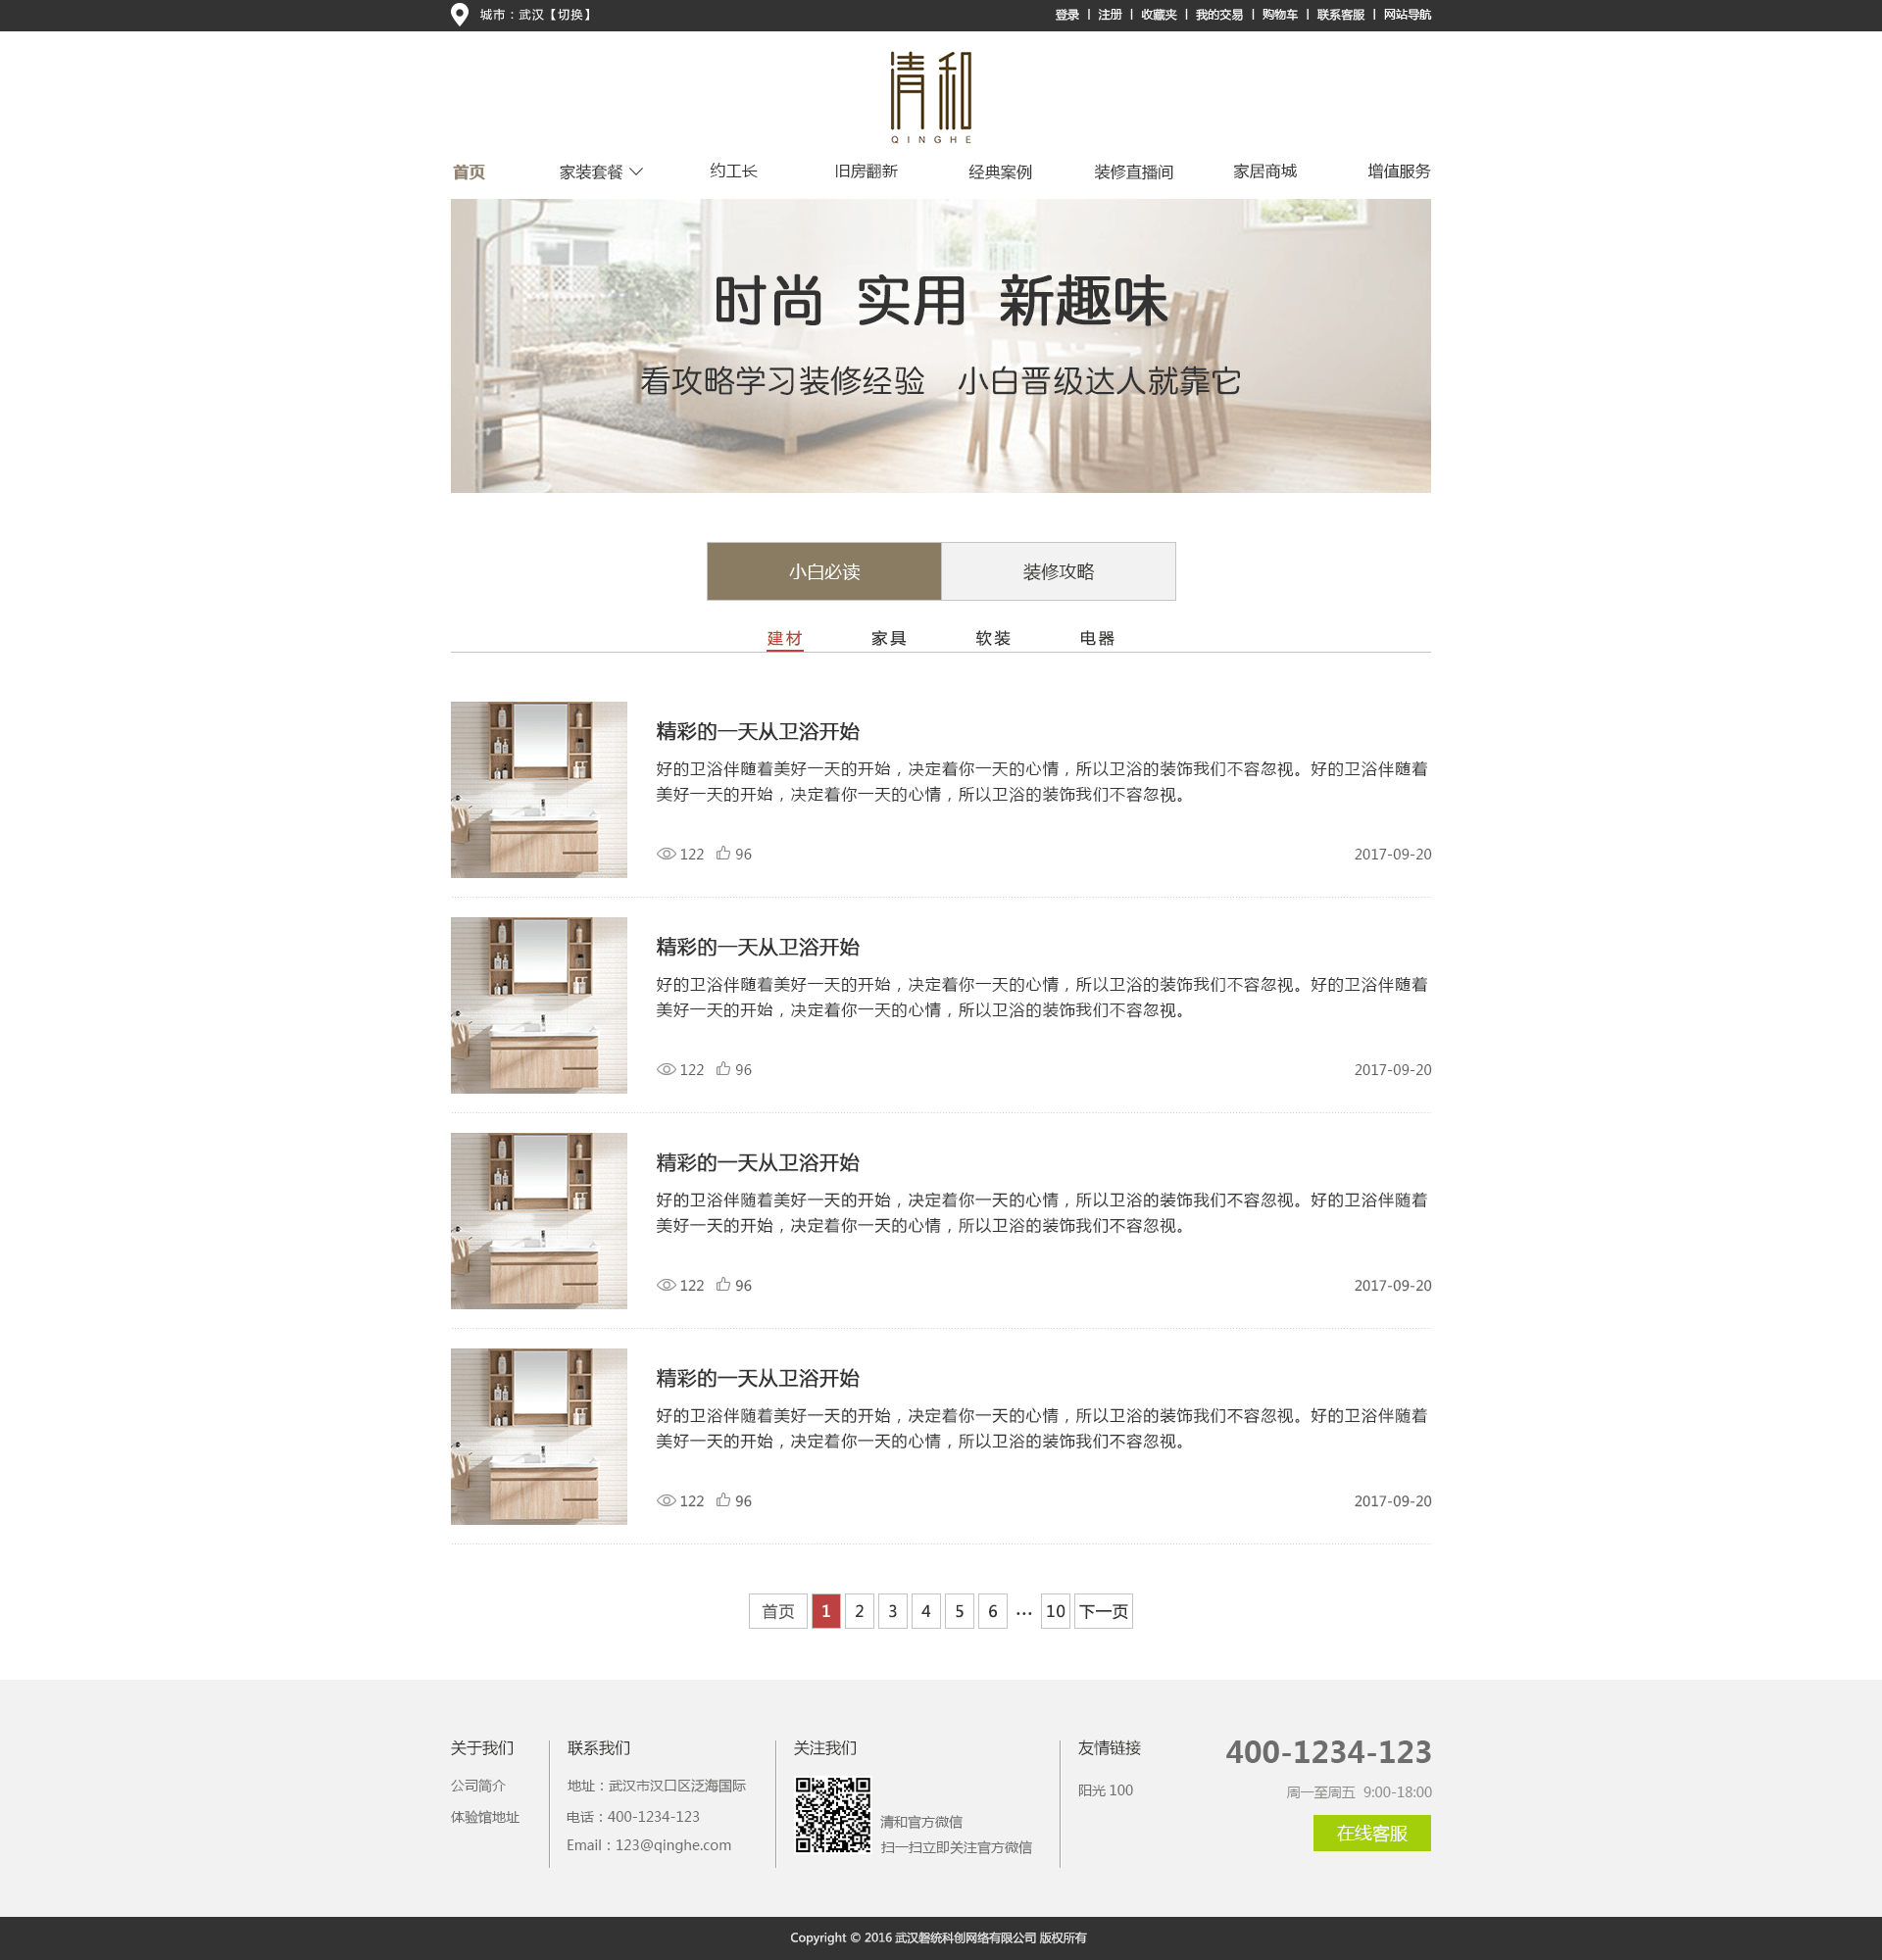 城市：武汉【切换】
登录 | 注册 | 收藏夹 | 我的交易 | 购物车 | 联系客服 | 网站导航
清和
QINGHE
首页 家装套餐 约工长 旧房翻新 经典案例 装修直播间 家居商城 增值服务
时尚 实用 新趣味
看攻略学习装修经验 小白晋级达人就靠它
小白必读 装修攻略
建材 家具 软装 电器
精彩的一天从卫浴开始
好的卫浴伴随着美好一天的开始，决定着你一天的心情，所以卫浴的装饰我们不容忽视。好的卫浴伴随着
美好一天的开始，决定着你一天的心情，所以卫浴的装饰我们不容忽视。
122 96 2017-09-20
精彩的一天从卫浴开始
好的卫浴伴随着美好一天的开始，决定着你一天的心情，所以卫浴的装饰我们不容忽视。好的卫浴伴随着
美好一天的开始，决定着你一天的心情，所以卫浴的装饰我们不容忽视。
122 96 2017-09-20
精彩的一天从卫浴开始
好的卫浴伴随着美好一天的开始，决定着你一天的心情，所以卫浴的装饰我们不容忽视。好的卫浴伴随着
美好一天的开始，决定着你一天的心情，所以卫浴的装饰我们不容忽视。
122 96 2017-09-20
精彩的一天从卫浴开始
好的卫浴伴随着美好一天的开始，决定着你一天的心情，所以卫浴的装饰我们不容忽视。好的卫浴伴随着
美好一天的开始，决定着你一天的心情，所以卫浴的装饰我们不容忽视。
122 96 2017-09-20
首页 1 2 3 4 5 6 ··· 10 下一页
关于我们
公司简介
体验馆地址
联系我们
地址：武汉市汉口区泛海国际
电话：400-1234-123
Email：123@qinghe.com
关注我们
清和官方微信
扫一扫立即关注官方微信
友情链接
阳光 100
400-1234-123
周一至周五 9:00-18:00
在线客服
Copyright © 2016 武汉磐统科创网络有限公司 版权所有